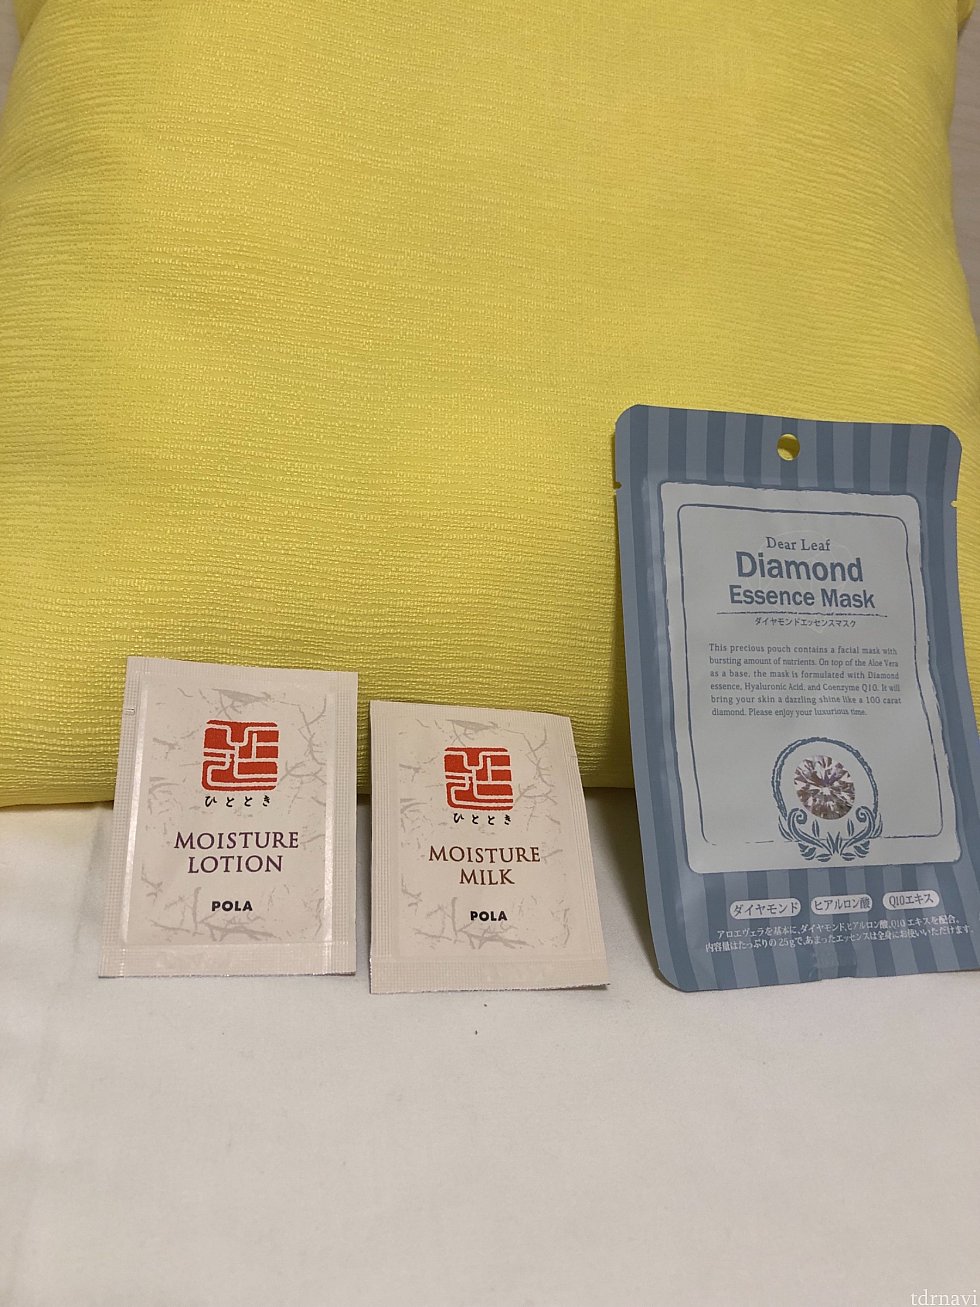 ひととき
MOISTURE
LOTION
POLA
ひととき
MOISTURE
MILK
POLA
Dear Leaf
Diamond
Essence Mask
ダイヤモンドエッセンスマスク
This precious pouch contains a facial mask with
bursting amount of nutrients. On top of the Aloe Vera
as a base, the mask is formulated with Diamond
essence, Hyaluronic Acid, and Coenzyme Q10. It will
bring your skin a dazzling shine like a 100 carat
diamond. Please enjoy your luxurious time.
ダイヤモンド ヒアルロン酸 Q10エキス
アロエヴェラを基本に、ダイヤモンド、ヒアルロン酸、Q10エキスを配合。
内容量はたっぷりの25gで、あまったエッセンスは全身にお使いいただけます。
tdrnavi